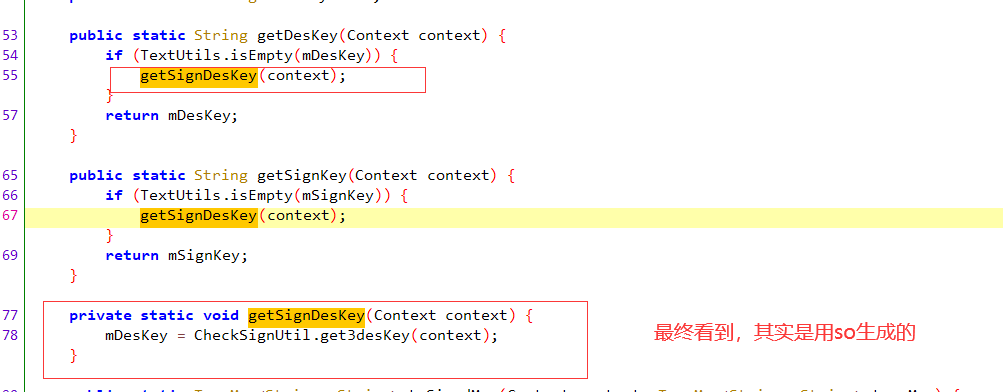 53 public static String getDesKey(Context context) {
54 if (TextUtils.isEmpty(mDesKey)) {
55 getSignDesKey(context);
}
57 return mDesKey;
}
65 public static String getSignKey(Context context) {
66 if (TextUtils.isEmpty(mSignKey)) {
67 getSignDesKey(context);
}
69 return mSignKey;
}
77 private static void getSignDesKey(Context context) {
78 mDesKey = CheckSignUtil.get3desKey(context);
}
最终看到，其实是用so生成的